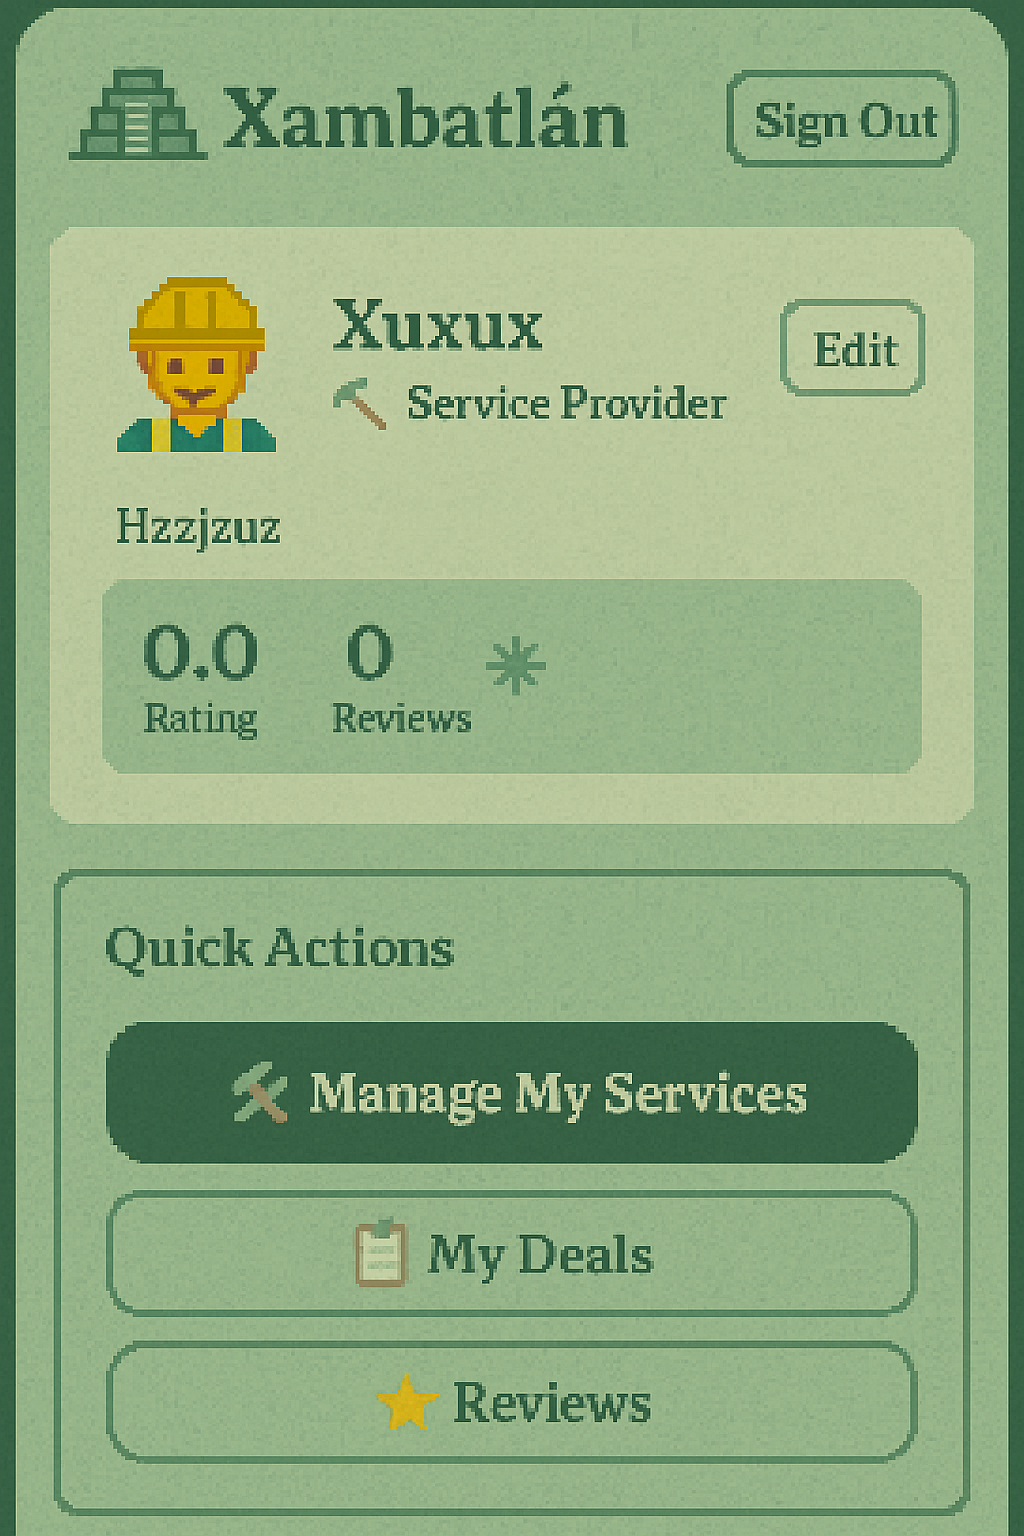 Xambatlán
Sign Out
Xuxux
Edit
Service Provider
Hzzjzuz
0.0
0
Rating
Reviews
Quick Actions
Manage My Services
My Deals
Reviews